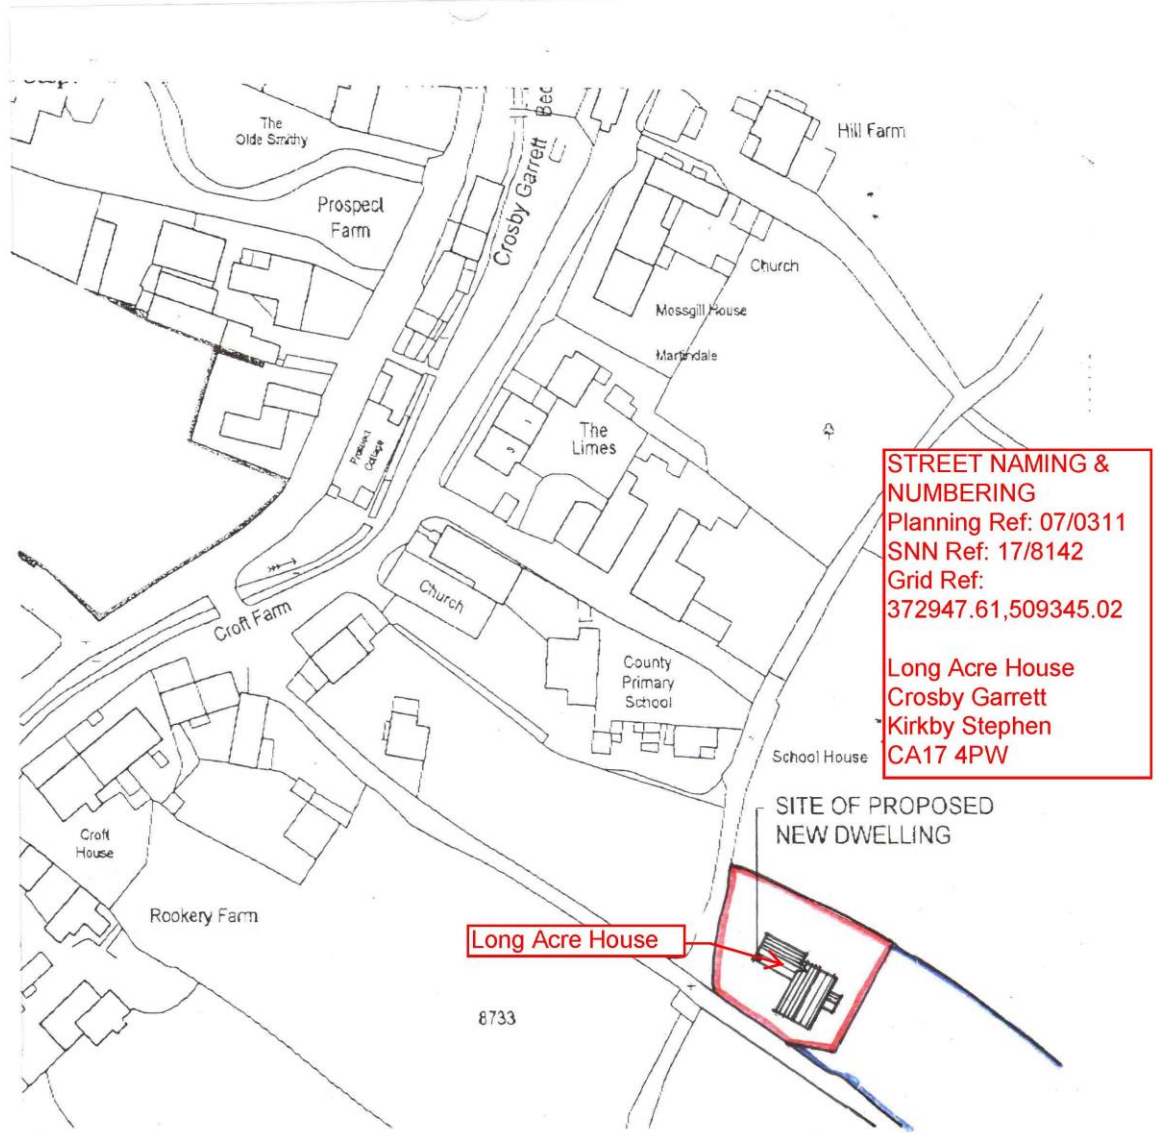 The
Olde Smithy
Hill Farm
Prospect
Farm
Crosby Garrett
Church
Mossgill House
Martindale
Prospect
Cottage
The
Limes
STREET NAMING &
NUMBERING
Planning Ref: 07/0311
SNN Ref: 17/8142
Grid Ref:
372947.61,509345.02
Long Acre House
Crosby Garrett
Kirkby Stephen
CA17 4PW
Church
Croft Farm
County
Primary
School
School House
SITE OF PROPOSED
NEW DWELLING
Croft
House
Rookery Farm
Long Acre House
8733